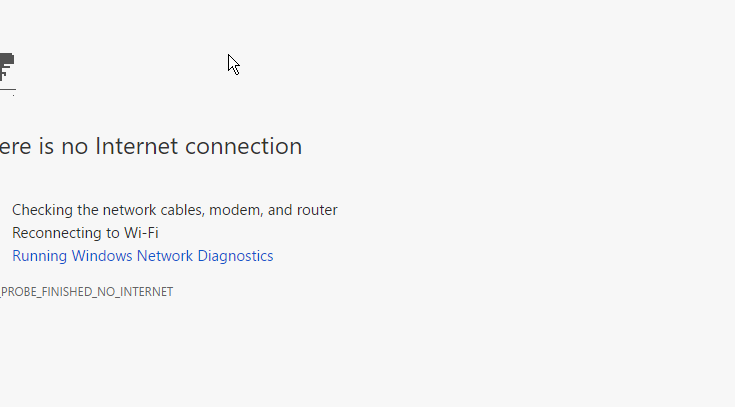 ere is no Internet connection
Checking the network cables, modem, and router
Reconnecting to Wi-Fi
Running Windows Network Diagnostics
_PROBE_FINISHED_NO_INTERNET